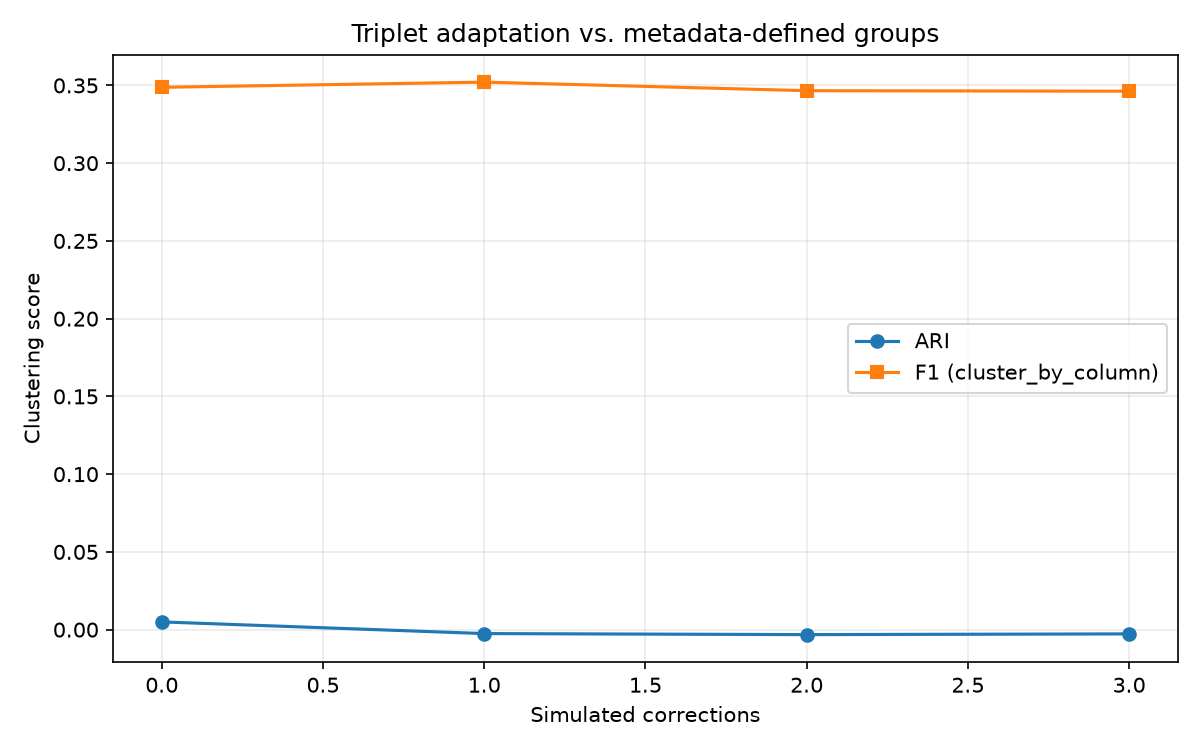 Triplet adaptation vs. metadata-defined groups
Clustering score
0.35
0.30
0.25
0.20
0.15
0.10
0.05
0.00
ARI
F1 (cluster_by_column)
0.0 0.5 1.0 1.5 2.0 2.5 3.0
Simulated corrections